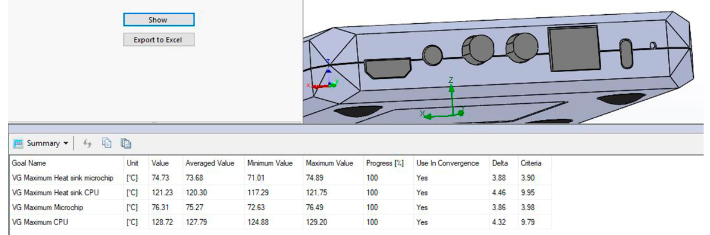 Show
Export to Excel
Z
X
Summary
Goal Name Unit Value Averaged Value Minimum Value Maximum Value Progress [%] Use In Convergence Delta Criteria
VG Maximum Heat sink microchip [°C] 74.73 73.68 71.01 74.89 100 Yes 3.88 3.90
VG Maximum Heat sink CPU [°C] 121.23 120.30 117.29 121.75 100 Yes 4.46 9.95
VG Maximum Microchip [°C] 76.31 75.27 72.63 76.49 100 Yes 3.86 3.98
VG Maximum CPU [°C] 128.72 127.79 124.88 129.20 100 Yes 4.32 9.79